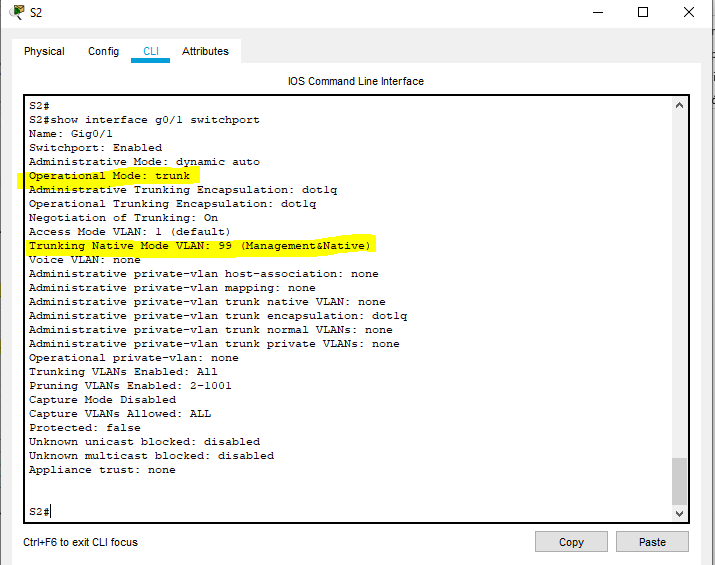 S2
Physical Config CLI Attributes
IOS Command Line Interface
S2#
S2#show interface g0/1 switchport
Name: Gig0/1
Switchport: Enabled
Administrative Mode: dynamic auto
Operational Mode: trunk
Administrative Trunking Encapsulation: dot1q
Operational Trunking Encapsulation: dot1q
Negotiation of Trunking: On
Access Mode VLAN: 1 (default)
Trunking Native Mode VLAN: 99 (Management&Native)
Voice VLAN: none
Administrative private-vlan host-association: none
Administrative private-vlan mapping: none
Administrative private-vlan trunk native VLAN: none
Administrative private-vlan trunk encapsulation: dot1q
Administrative private-vlan trunk normal VLANs: none
Administrative private-vlan trunk private VLANs: none
Operational private-vlan: none
Trunking VLANs Enabled: All
Pruning VLANs Enabled: 2-1001
Capture Mode Disabled
Capture VLANs Allowed: ALL
Protected: false
Unknown unicast blocked: disabled
Unknown multicast blocked: disabled
Appliance trust: none
S2#
Ctrl+F6 to exit CLI focus
Copy Paste